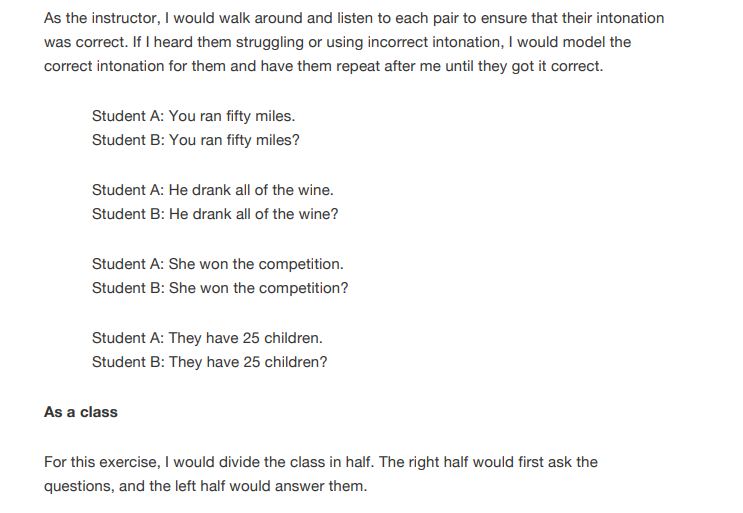 As the instructor, I would walk around and listen to each pair to ensure that their intonation
was correct. If I heard them struggling or using incorrect intonation, I would model the
correct intonation for them and have them repeat after me until they got it correct.
Student A: You ran fifty miles.
Student B: You ran fifty miles?
Student A: He drank all of the wine.
Student B: He drank all of the wine?
Student A: She won the competition.
Student B: She won the competition?
Student A: They have 25 children.
Student B: They have 25 children?
As a class
For this exercise, I would divide the class in half. The right half would first ask the
questions, and the left half would answer them.